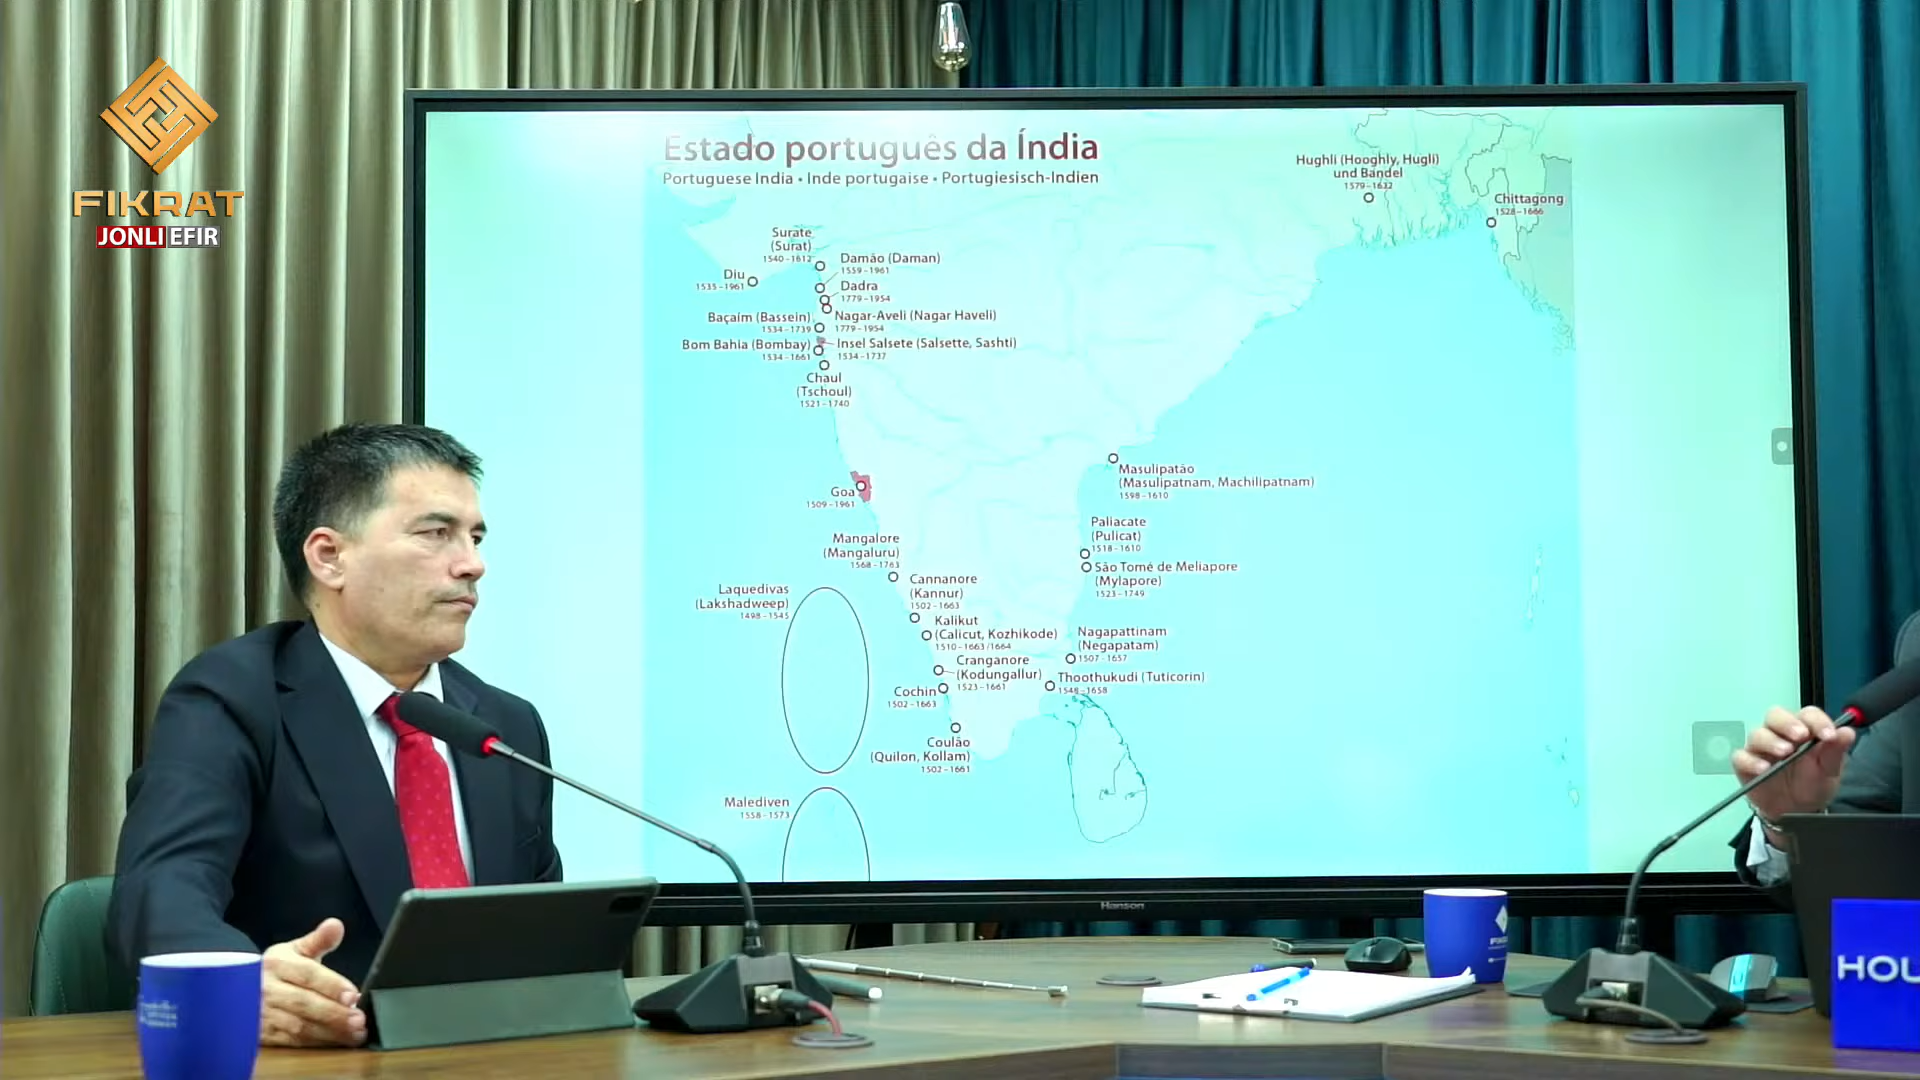 FIKRAT
JONLI EFIR
Estado português da Índia
Portuguese India • Inde portugaise • Portugiesisch-Indien
Hughli (Hooghly, Hugli)
und Bandel
1579–1632
Chittagong
1528–1666
Surate
(Surat)
1540–1612
Diu
1535–1961
Damão (Daman)
1559–1961
Dadra
1779–1954
Nagar-Aveli (Nagar Haveli)
1779–1954
Baçaim (Bassein)
1534–1739
Bom Bahia (Bombay)
1534–1661
Insel Salsete (Salsette, Sashti)
1534–1737
Chaul
(Tschoul)
1521–1740
Goa
1509–1961
Masulipatão
(Masulipatnam, Machilipatnam)
1598–1610
Paliacate
(Pulicat)
1518–1610
São Tomé de Meliapore
(Mylapore)
1523–1749
Mangalore
(Mangaluru)
1568–1763
Cannanore
(Kannur)
1502–1663
Laquedivas
(Lakshadweep)
1498–1545
Kalikut
(Calicut, Kozhikode)
1510–1663/1664
Nagapattinam
(Negapatam)
1507–1657
Cranganore
(Kodungallur)
1523–1661
Thoothukudi (Tuticorin)
1548–1658
Cochin
1502–1663
Coulão
(Quilon, Kollam)
1502–1661
Malediven
1558–1573
Hanson
HOU